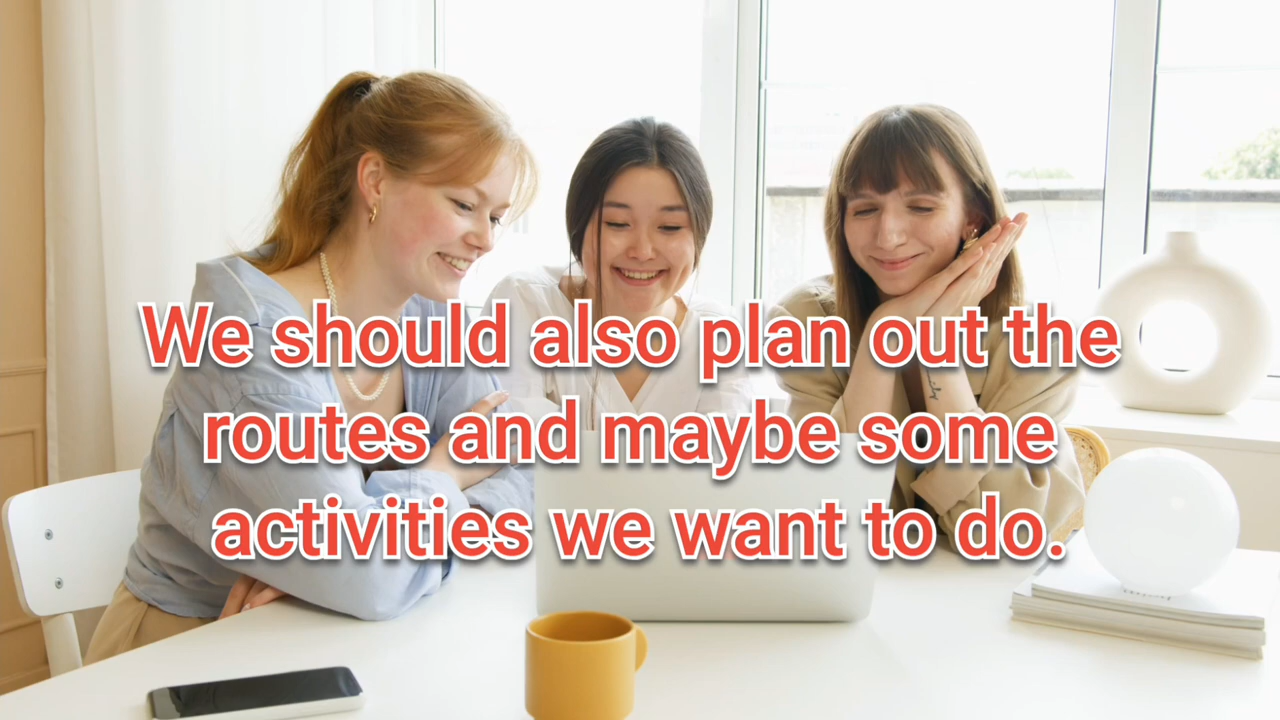 We should also plan out the
routes and maybe some
activities we want to do.